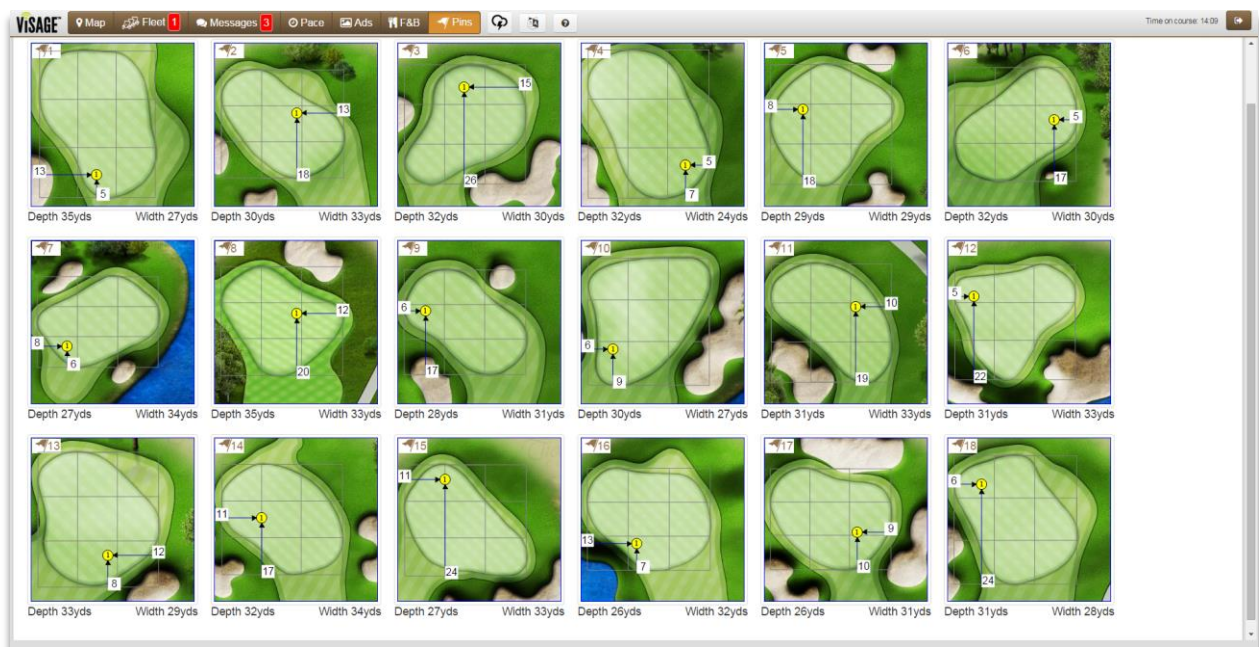 ViSAGE™ Map Fleet 1 Messages 3 Pace Ads F&B Pins Time on course: 14:09
1 2 3 4 5 6
13 5
13 18
15 26
5 7
8 18
5 17
Depth 35yds Width 27yds Depth 30yds Width 33yds Depth 32yds Width 30yds Depth 32yds Width 24yds Depth 29yds Width 29yds Depth 32yds Width 30yds
7 8 9 10 11 12
8 6
12 20
6 17
6 9
10 19
5 22
Depth 27yds Width 34yds Depth 35yds Width 33yds Depth 28yds Width 31yds Depth 30yds Width 27yds Depth 31yds Width 33yds Depth 31yds Width 33yds
13 14 15 16 17 18
12 8
11 17
11 24
13 7
9 10
6 24
Depth 33yds Width 29yds Depth 32yds Width 34yds Depth 27yds Width 33yds Depth 26yds Width 32yds Depth 26yds Width 31yds Depth 31yds Width 28yds